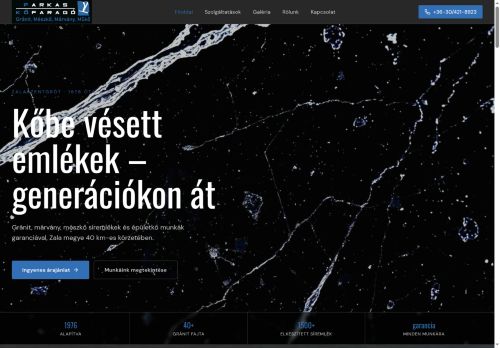 FARKAS
KŐFARAGÓ
Gránit, Mészkő, Márvány, Műkő
Főoldal
Szolgáltatások
Galéria
Rólunk
Kapcsolat
+36-30/421-8923
Kőbe vésett
emlékek –
generációkon át
Gránit, márvány, mészkő síremlékek és épületkő munkák
garanciával, Zala megye 40 km-es körzetében.
Ingyenes árajánlat →
Munkáink megtekintése
1976
ALAPÍTVA
40+
GRÁNIT FAJTA
1500+
ELKÉSZÍTETT SÍREMLÉK
garancia
MINDEN MUNKÁRA